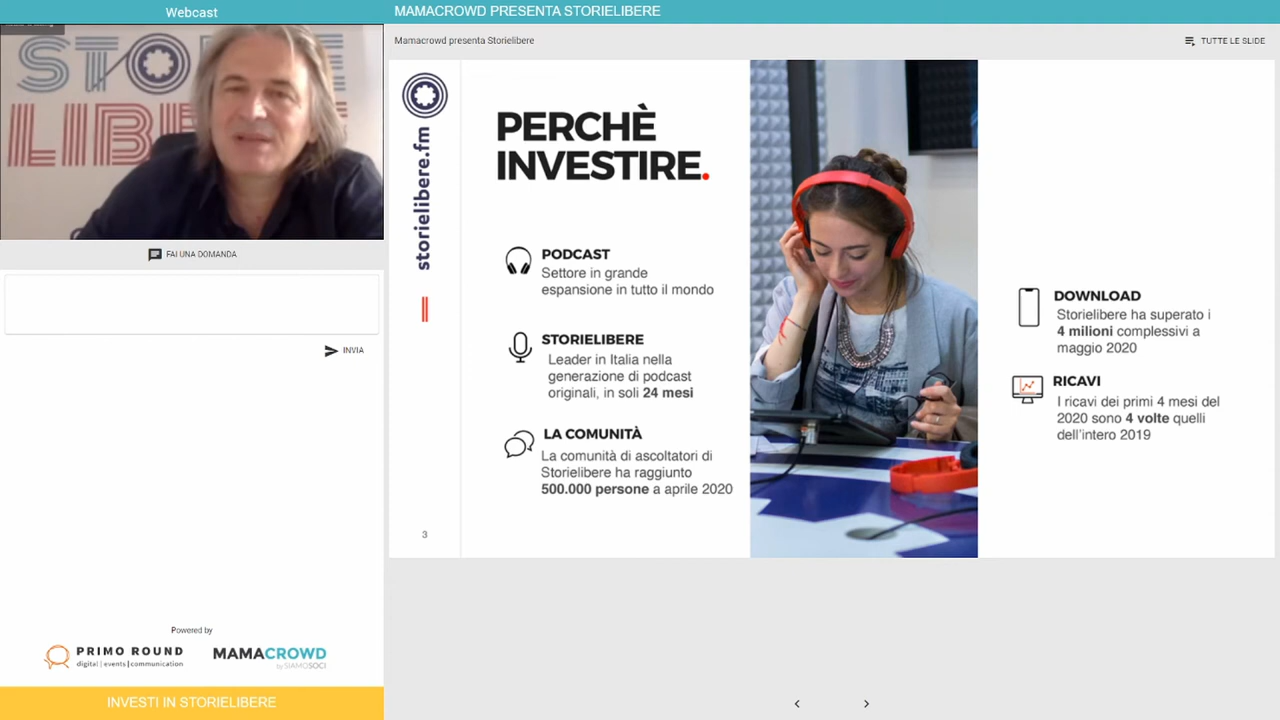 Webcast
MAMACROWD PRESENTA STORIELIBERE
Mamacrowd presenta Storielibere
TUTTE LE SLIDE
STORIE
LIBE
FAI UNA DOMANDA
INVIA
Powered by
PRIMO ROUND
digital | events | communication
MAMACROWD
by SIAMOSOCI
INVESTI IN STORIELIBERE
storielibere.fm
3
PERCHÈ
INVESTIRE.
PODCAST
Settore in grande
espansione in tutto il mondo
STORIELIBERE
Leader in Italia nella
generazione di podcast
originali, in soli 24 mesi
LA COMUNITÀ
La comunità di ascoltatori di
Storielibere ha raggiunto
500.000 persone a aprile 2020
DOWNLOAD
Storielibere ha superato i
4 milioni complessivi a
maggio 2020
RICAVI
I ricavi dei primi 4 mesi del
2020 sono 4 volte quelli
dell'intero 2019